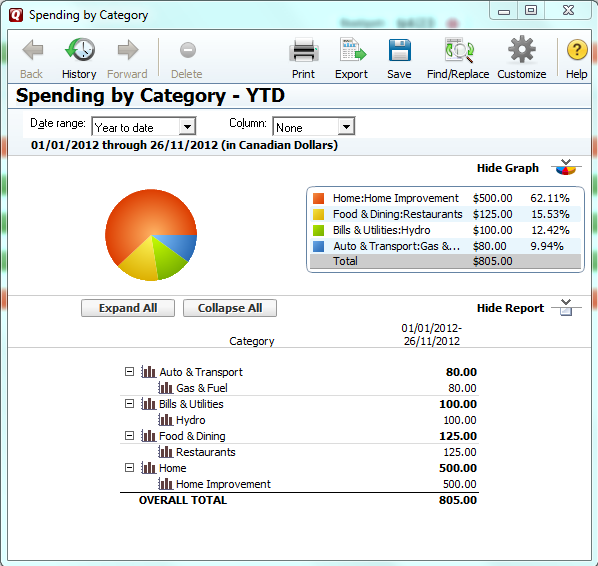 Spending by Category
Back History Forward Delete Print Export Save Find/Replace Customize Help
Spending by Category - YTD
Date range: Year to date Column: None
01/01/2012 through 26/11/2012 (in Canadian Dollars)
Hide Graph
Home:Home Improvement $500.00 62.11%
Food & Dining:Restaurants $125.00 15.53%
Bills & Utilities:Hydro $100.00 12.42%
Auto & Transport:Gas &... $80.00 9.94%
Total $805.00
Expand All Collapse All Hide Report
01/01/2012-
Category 26/11/2012
Auto & Transport 80.00
Gas & Fuel 80.00
Bills & Utilities 100.00
Hydro 100.00
Food & Dining 125.00
Restaurants 125.00
Home 500.00
Home Improvement 500.00
OVERALL TOTAL 805.00